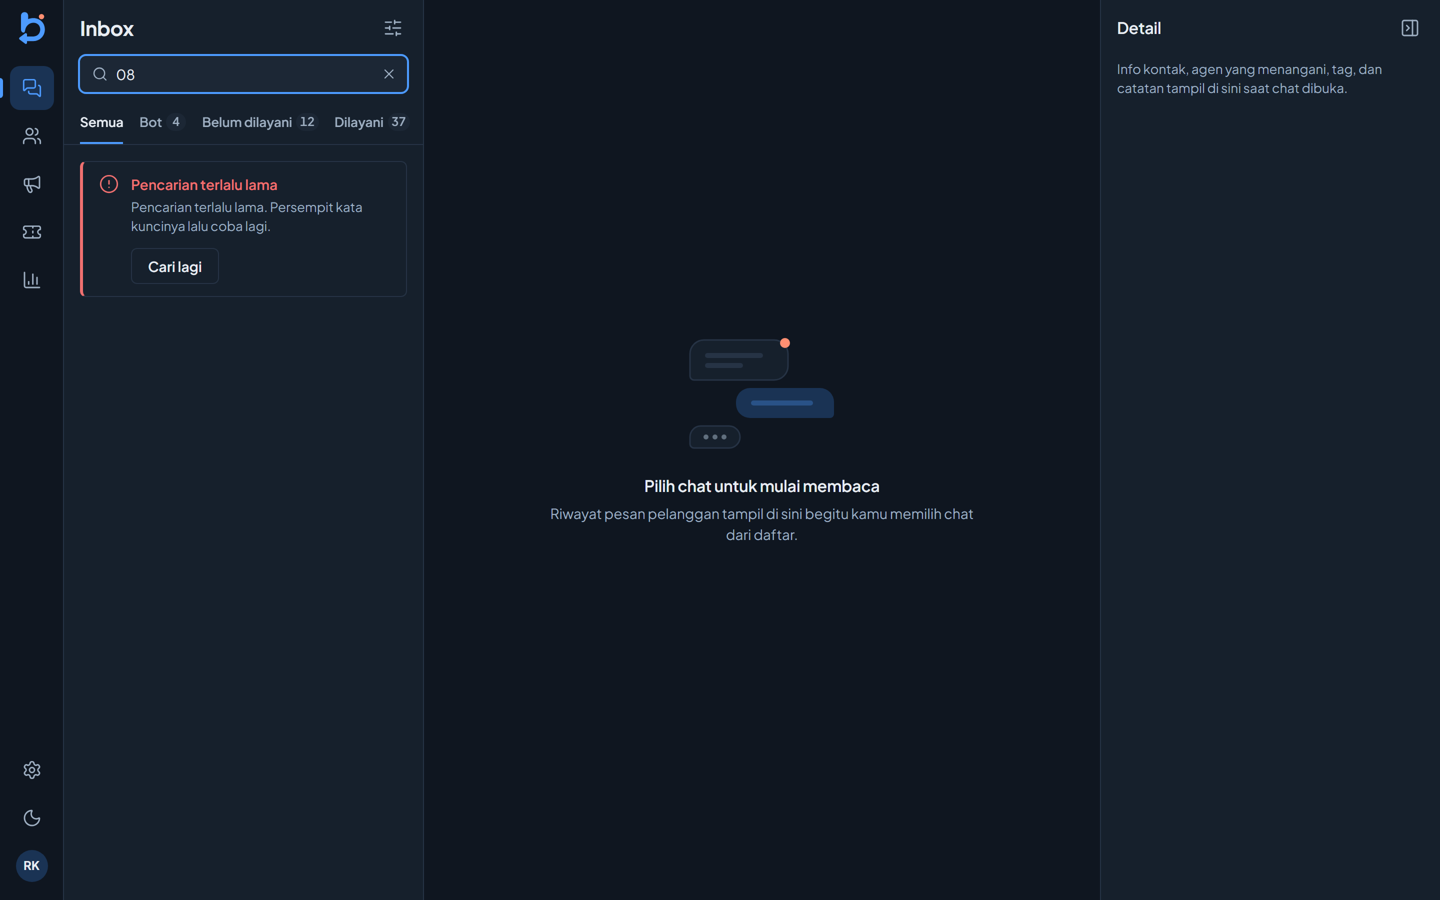 Inbox
08
Semua
Bot 4
Belum dilayani 12
Dilayani 37
Pencarian terlalu lama
Pencarian terlalu lama. Persempit kata
kuncinya lalu coba lagi.
Cari lagi
Pilih chat untuk mulai membaca
Riwayat pesan pelanggan tampil di sini begitu kamu memilih chat
dari daftar.
Detail
Info kontak, agen yang menangani, tag, dan
catatan tampil di sini saat chat dibuka.
RK